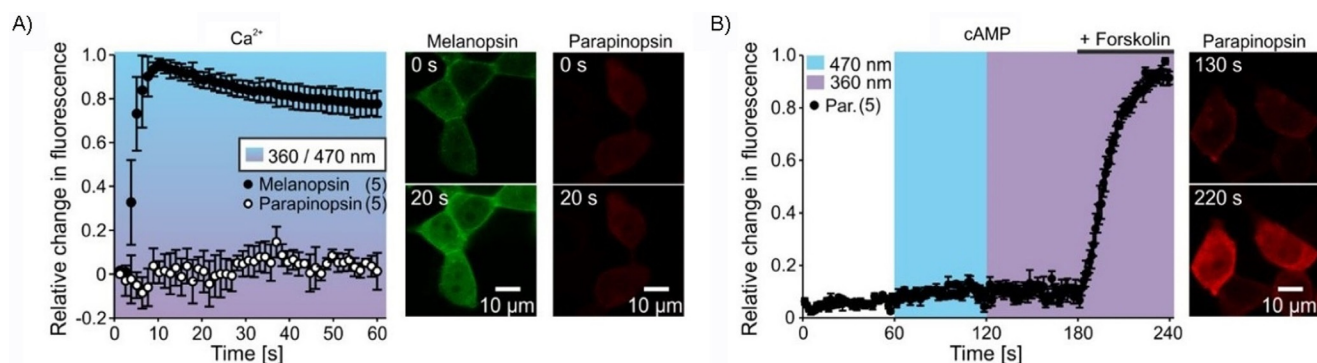 A)
Ca²⁺
Relative change in fluorescence
1.0
0.8
0.6
0.4
0.2
0
-0.2
360 / 470 nm
Melanopsin (5)
Parapinopsin (5)
0 10 20 30 40 50 60
Time [s]
Melanopsin
0 s
20 s
10 µm
Parapinopsin
0 s
20 s
10 µm
B)
cAMP
+ Forskolin
Relative change in fluorescence
1.0
0.8
0.6
0.4
0.2
0
470 nm
360 nm
Par. (5)
0 60 120 180 240
Time [s]
Parapinopsin
130 s
220 s
10 µm